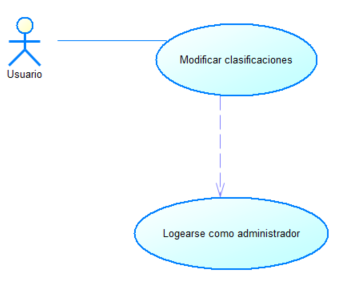 Modificar clasificaciones
Usuario
Logearse como administrador